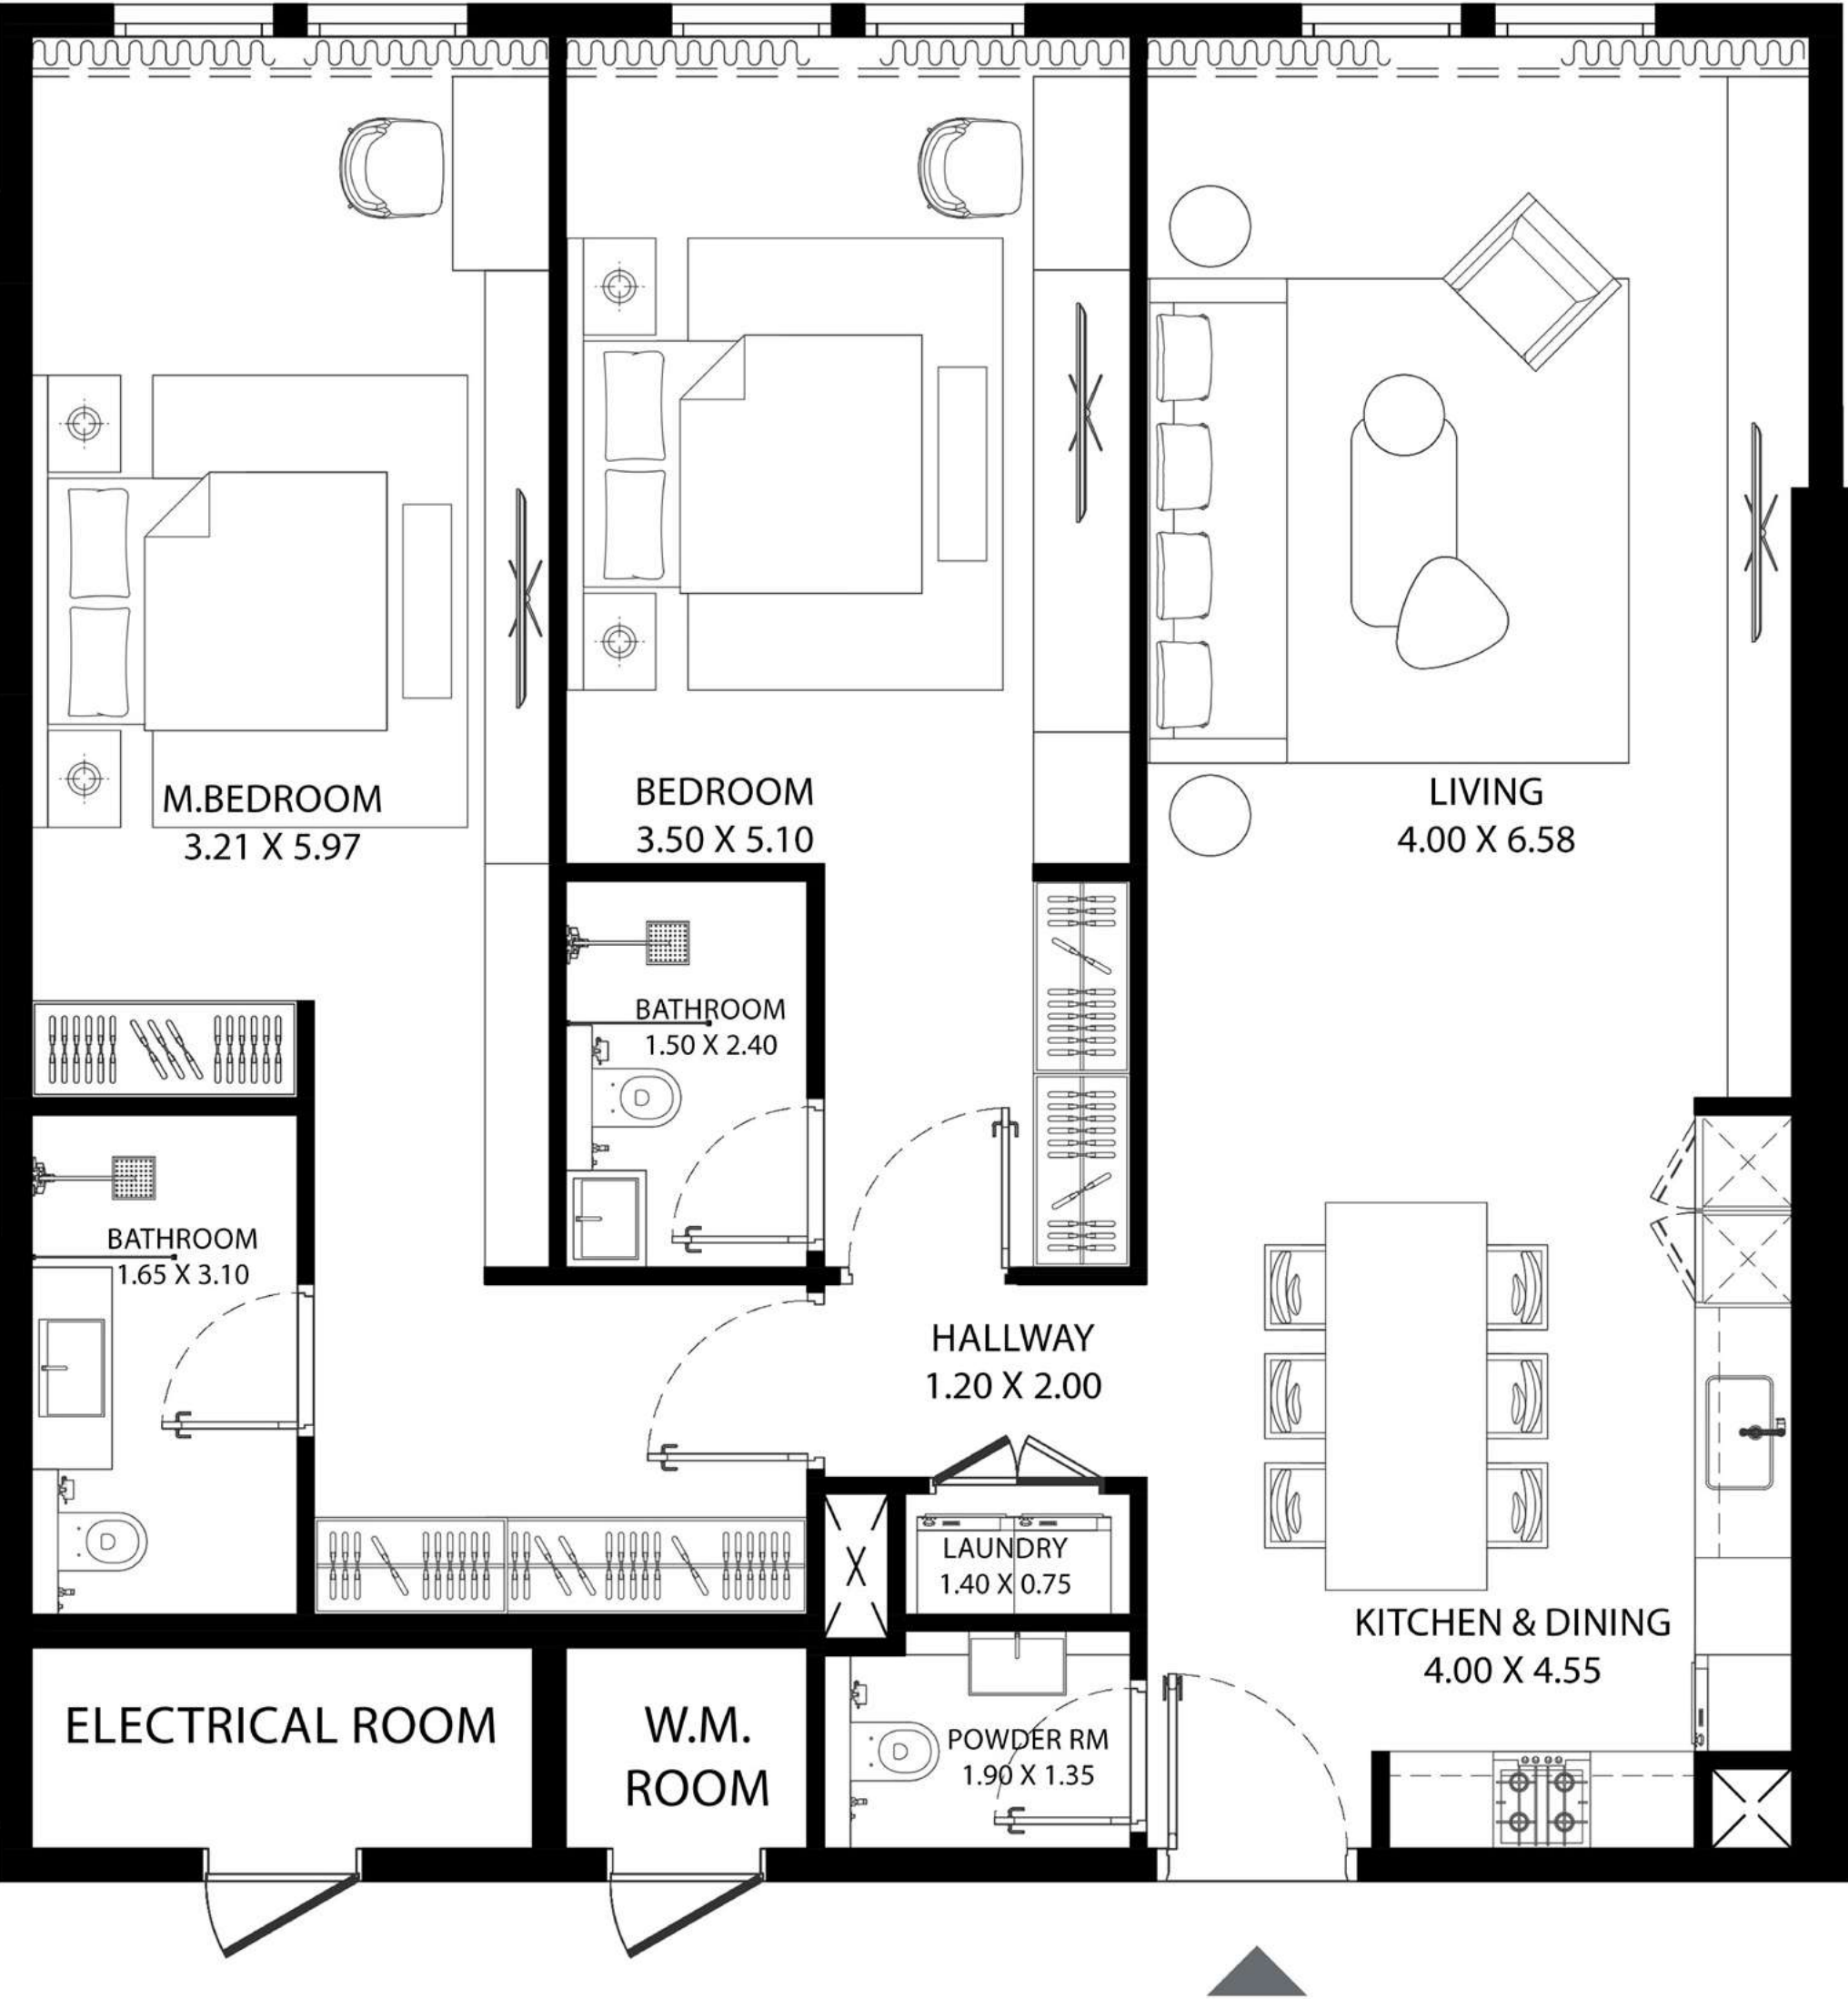 M.BEDROOM
3.21 X 5.97
BEDROOM
3.50 X 5.10
LIVING
4.00 X 6.58
BATHROOM
1.50 X 2.40
BATHROOM
1.65 X 3.10
HALLWAY
1.20 X 2.00
LAUNDRY
1.40 X 0.75
KITCHEN & DINING
4.00 X 4.55
ELECTRICAL ROOM
W.M.
ROOM
POWDER RM
1.90 X 1.35